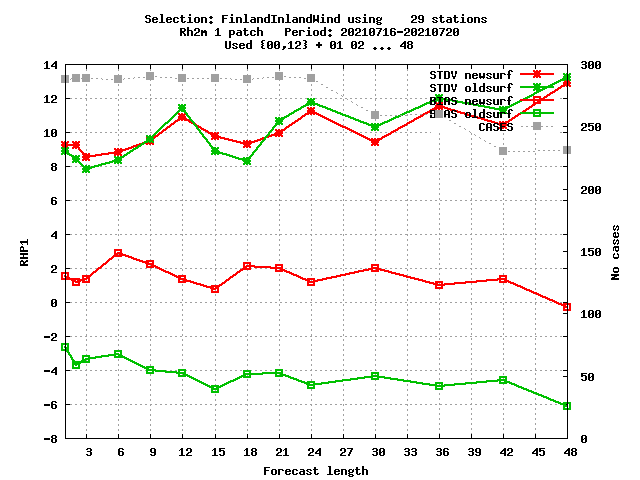 Selection: FinlandInlandWind using    29 stations
Rh2m 1 patch   Period: 20210716-20210720
Used {00,12} + 01 02 ... 48
14
12
10
8
6
4
2
0
-2
-4
-6
-8
RHP1
STDV newsurf
STDV oldsurf
BIAS newsurf
BIAS oldsurf
CASES
300
250
200
150
100
50
0
No cases
3 6 9 12 15 18 21 24 27 30 33 36 39 42 45 48
Forecast length